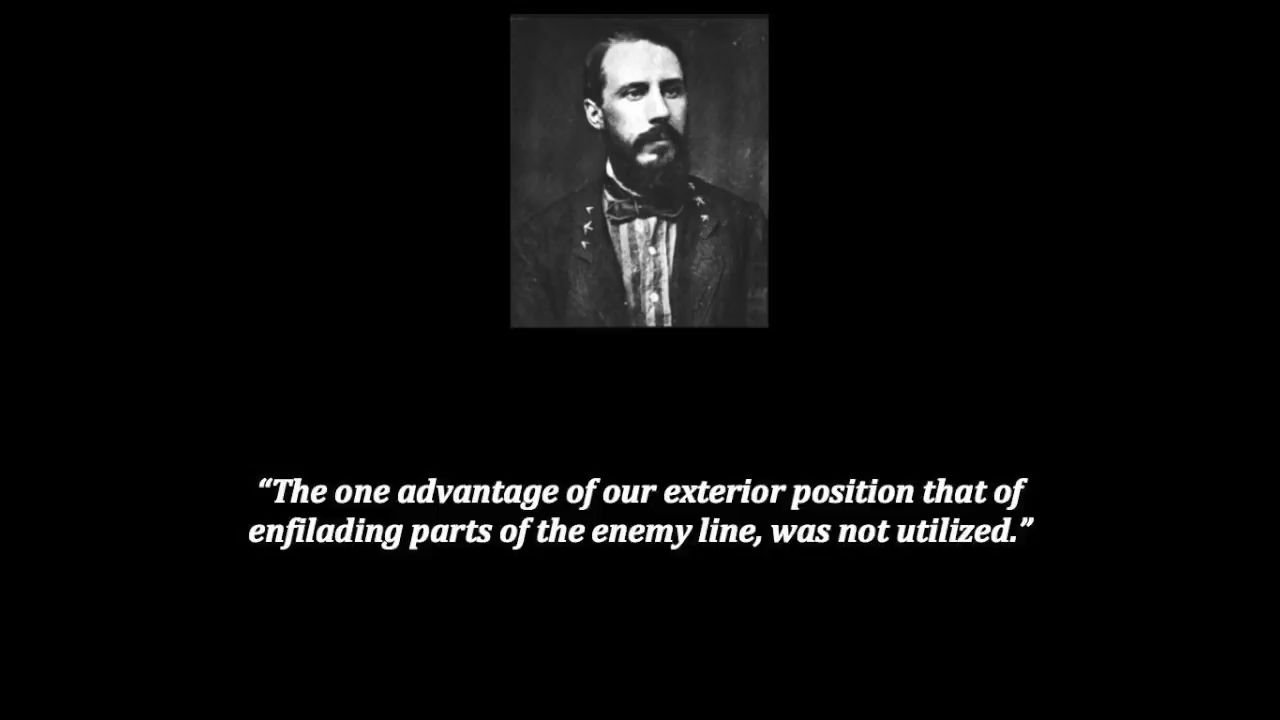 “The one advantage of our exterior position that of
enfilading parts of the enemy line, was not utilized.”